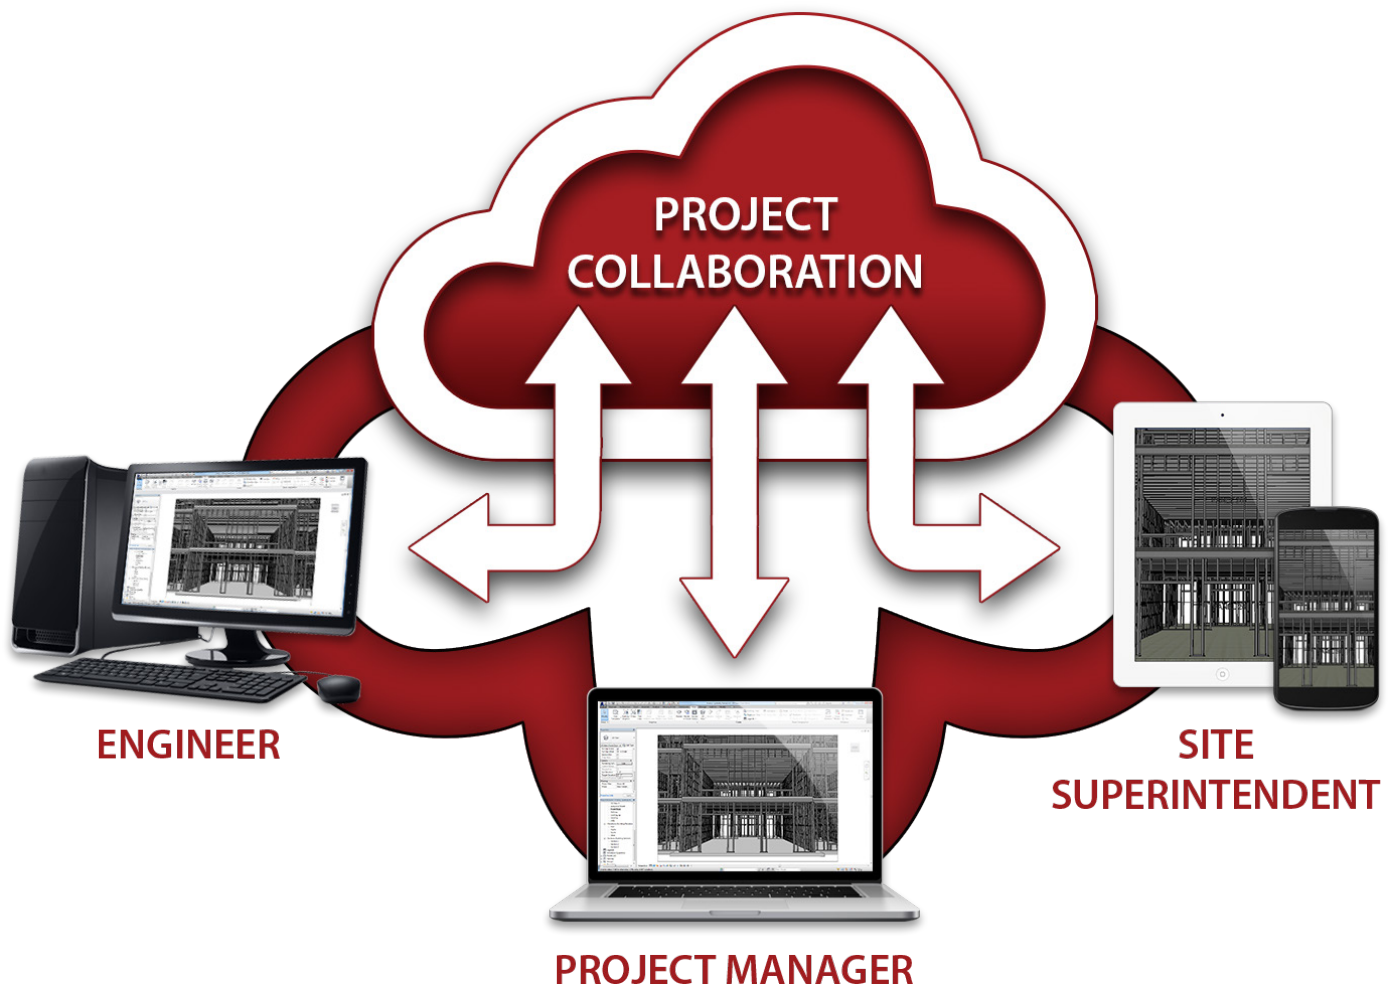 PROJECT
COLLABORATION
ENGINEER
SITE
SUPERINTENDENT
PROJECT MANAGER